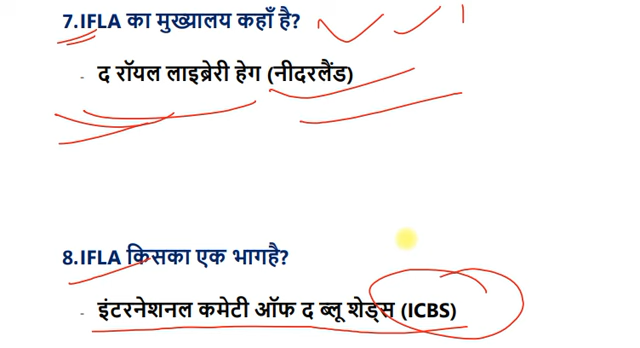 7.IFLA का मुख्यालय कहाँ है?
- द रॉयल लाइब्रेरी हेग (नीदरलैंड)
8.IFLA किसका एक भागहै?
- इंटरनेशनल कमेटी ऑफ द ब्लू शेड्स (ICBS)